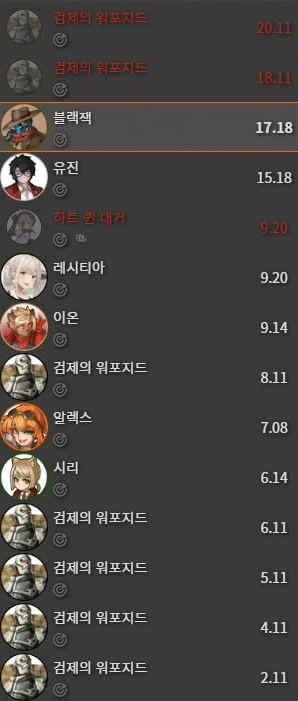 검제의 워포지드
20.11
검제의 워포지드
18.11
블랙잭
17.18
유진
15.18
하트 퀸 대거
9.20
레시티아
9.20
이온
9.14
검제의 워포지드
8.11
알렉스
7.08
시리
6.14
검제의 워포지드
6.11
검제의 워포지드
5.11
검제의 워포지드
4.11
검제의 워포지드
2.11